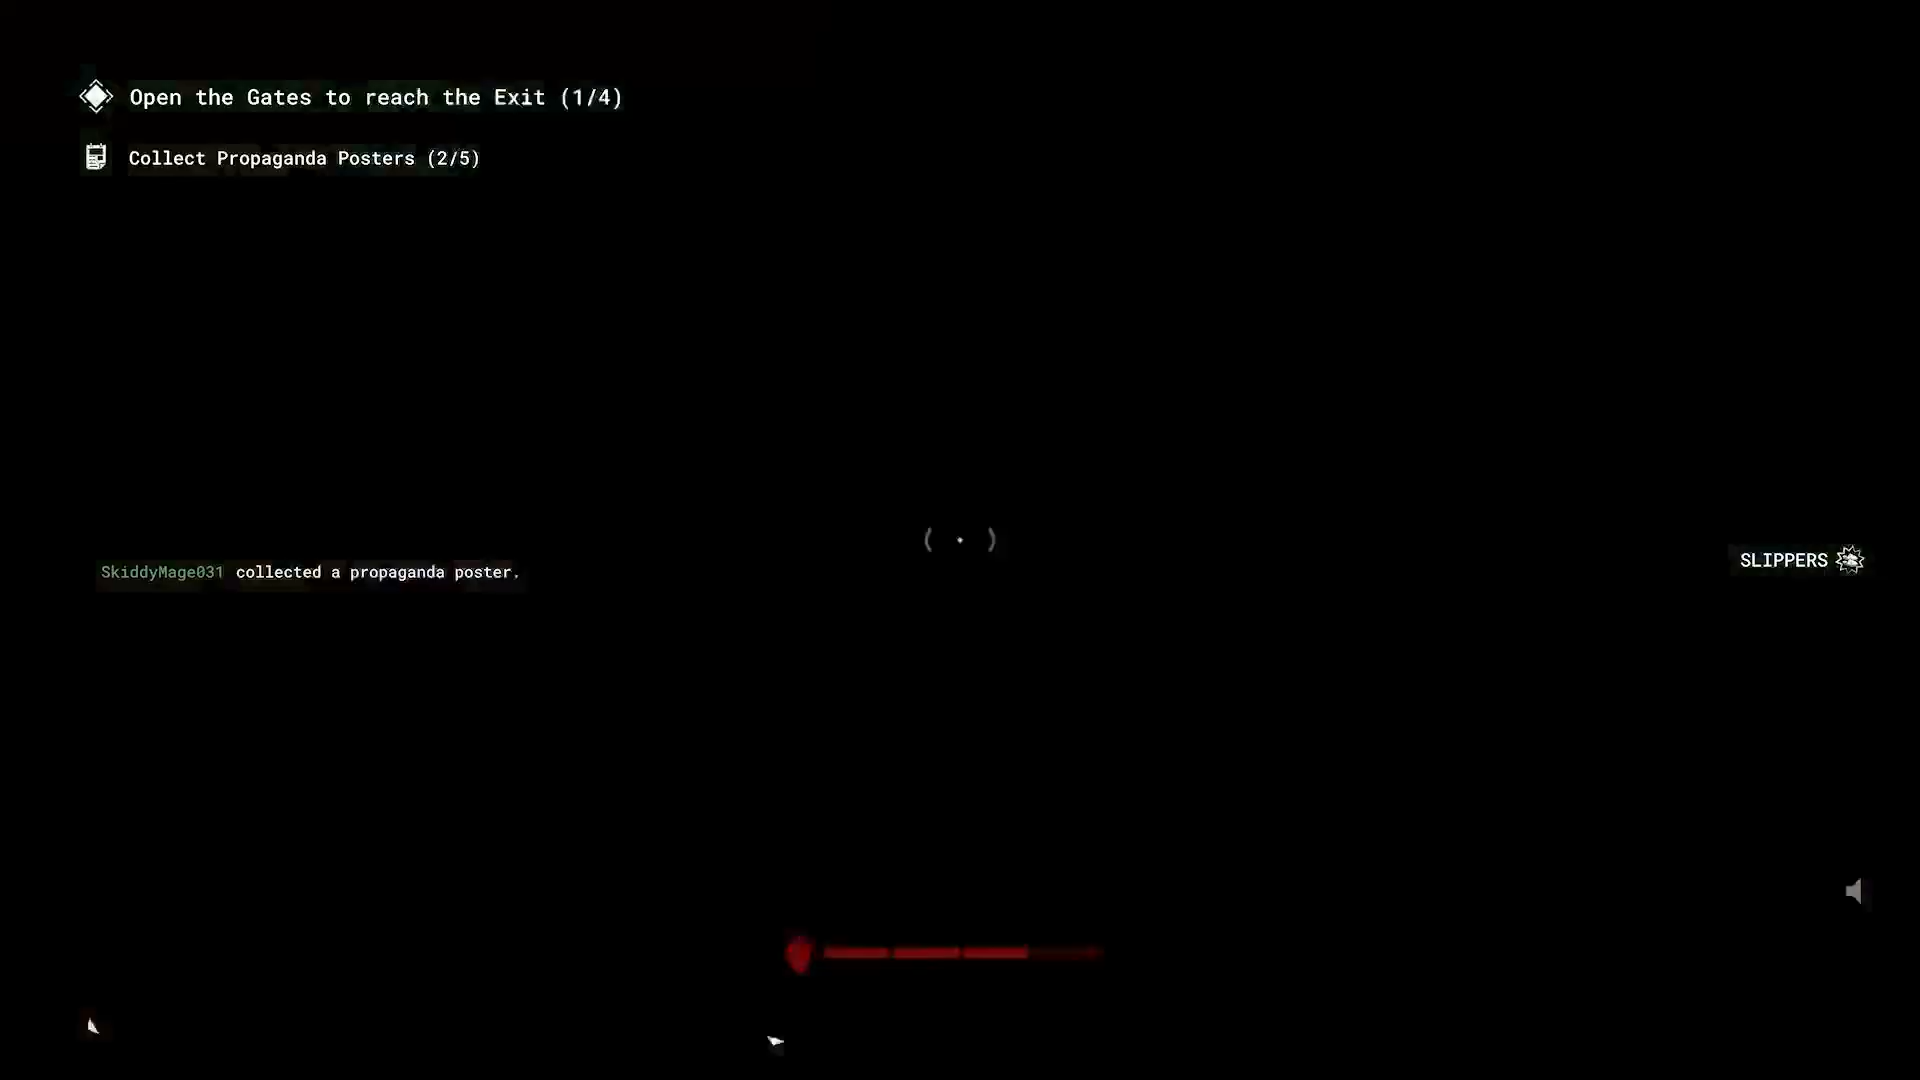 Open the Gates to reach the Exit (1/4)
Collect Propaganda Posters (2/5)
SLIPPERS
SkiddyMage031 collected a propaganda poster.